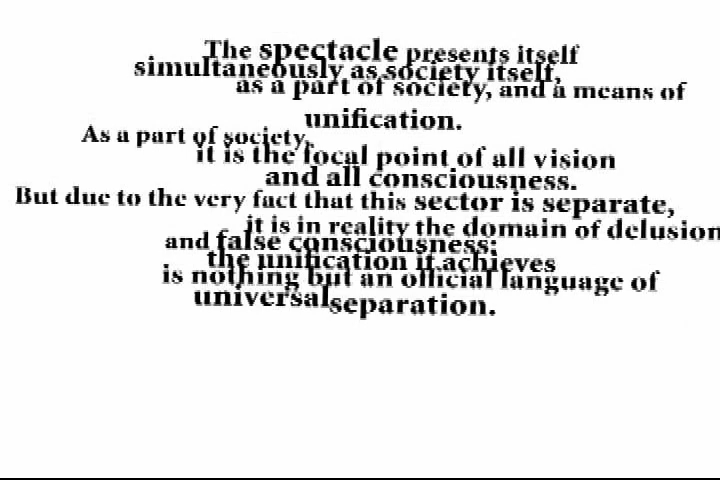 The spectacle presents itself
simultaneously as society itself,
as a part of society, and a means of
unification.
As a part of society,
it is the focal point of all vision
and all consciousness.
But due to the very fact that this sector is separate,
it is in reality the domain of delusion
and false consciousness:
the unification it achieves
is nothing but an official language of
universal separation.